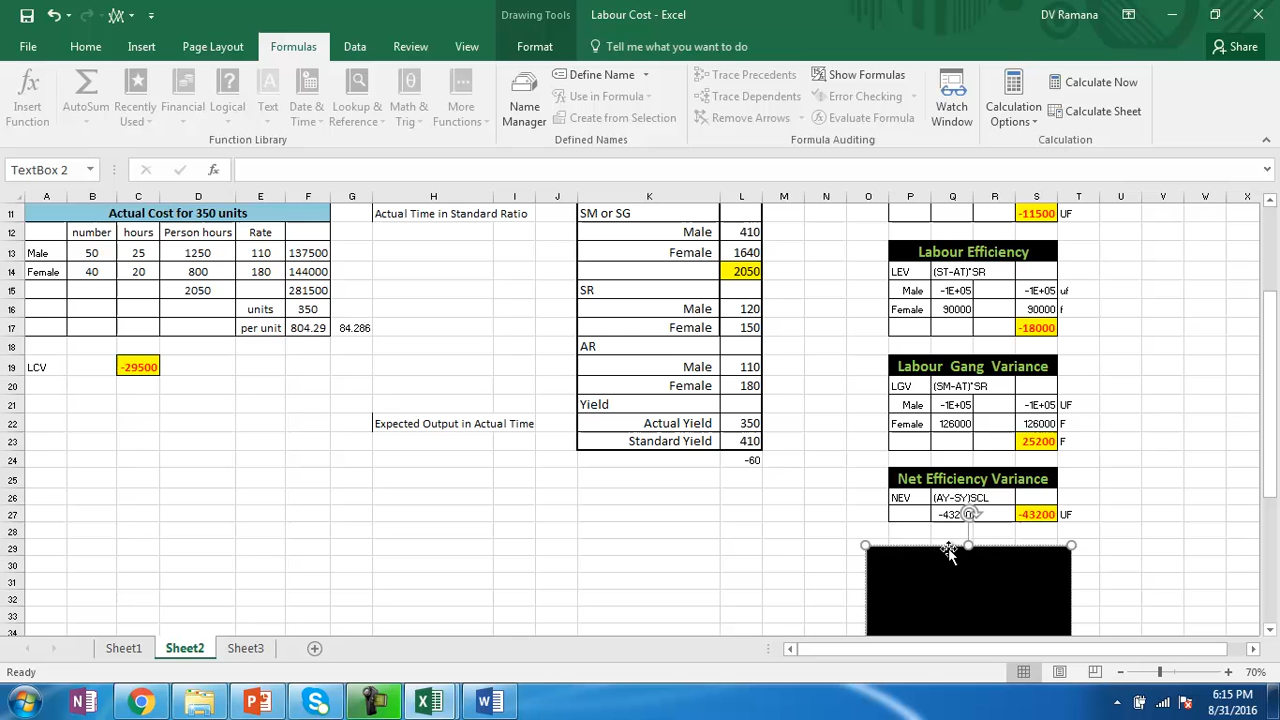 Drawing Tools
Labour Cost - Excel
DV Ramana
File Home Insert Page Layout Formulas Data Review View Format Tell me what you want to do Share
Insert Function
AutoSum
Recently Used
Financial
Logical
Text
Date & Time
Lookup & Reference
Math & Trig
More Functions
Function Library
Name Manager
Define Name
Use in Formula
Create from Selection
Defined Names
Trace Precedents
Trace Dependents
Remove Arrows
Show Formulas
Error Checking
Evaluate Formula
Formula Auditing
Watch Window
Calculation Options
Calculate Now
Calculate Sheet
Calculation
TextBox 2
fx
A B C D E F G H I J K L M N O P Q R S T U V W X
11 Actual Cost for 350 units Actual Time in Standard Ratio SM or SG -11500 UF
12 number hours Person hours Rate Male 410
13 Male 50 25 1250 110 137500 Female 1640 Labour Efficiency
14 Female 40 20 800 180 144000 2050 LEV (ST-AT)*SR
15 2050 281500 SR Male -1E+05 -1E+05 uf
16 units 350 Male 120 Female 90000 90000 f
17 per unit 804.29 84.286 Female 150 -18000
18 AR
19 LCV -29500 Male 110 Labour Gang Variance
20 Female 180 LGV (SM-AT)*SR
21 Yield Male -1E+05 -1E+05 UF
22 Expected Output in Actual Time Actual Yield 350 Female 126000 126000 F
23 Standard Yield 410 25200 F
24 -60
25 Net Efficiency Variance
26 NEV (AY-SY)SCL
27 -43200 UF
28
29
30
31
32
33
34
Sheet1 Sheet2 Sheet3
Ready
70%
6:15 PM
8/31/2016